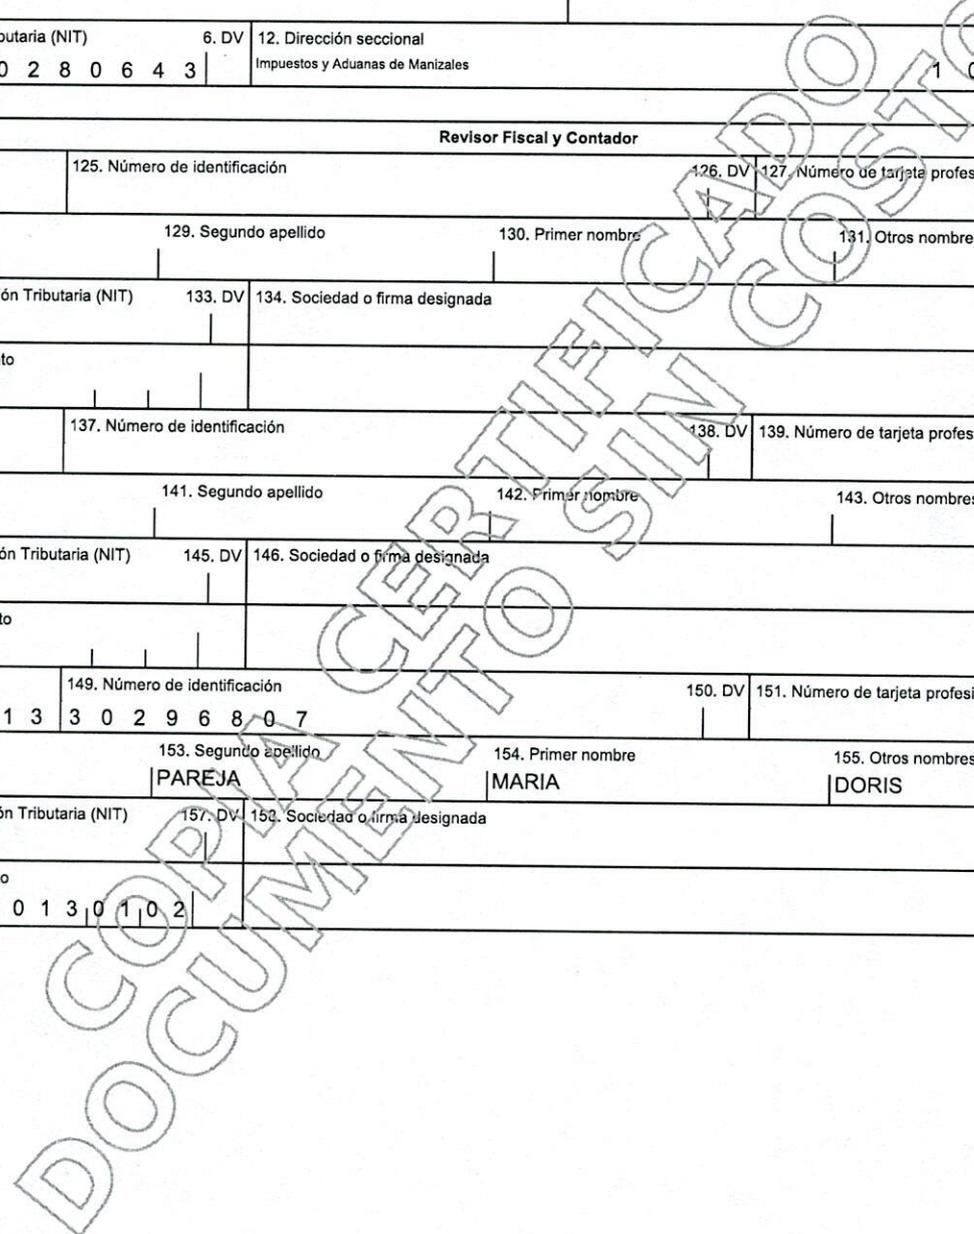 butaria (NIT) 6. DV 12. Dirección seccional
0 2 8 0 6 4 3 Impuestos y Aduanas de Manizales 1 0
Revisor Fiscal y Contador
125. Número de identificación 126. DV 127. Número de tarjeta profes
129. Segundo apellido 130. Primer nombre 131. Otros nombre
ón Tributaria (NIT) 133. DV 134. Sociedad o firma designada
to
137. Número de identificación 138. DV 139. Número de tarjeta profes
141. Segundo apellido 142. Primer nombre 143. Otros nombres
ón Tributaria (NIT) 145. DV 146. Sociedad o firma designada
to
149. Número de identificación 150. DV 151. Número de tarjeta profesi
1 3 3 0 2 9 6 8 0 7
153. Segundo apellido 154. Primer nombre 155. Otros nombres
PAREJA MARIA DORIS
ón Tributaria (NIT) 157. DV 158. Sociedad o firma designada
o
0 1 3 0 1 0 2
COPIA CERTIFICADO
DOCUMENTO SIN COSTO